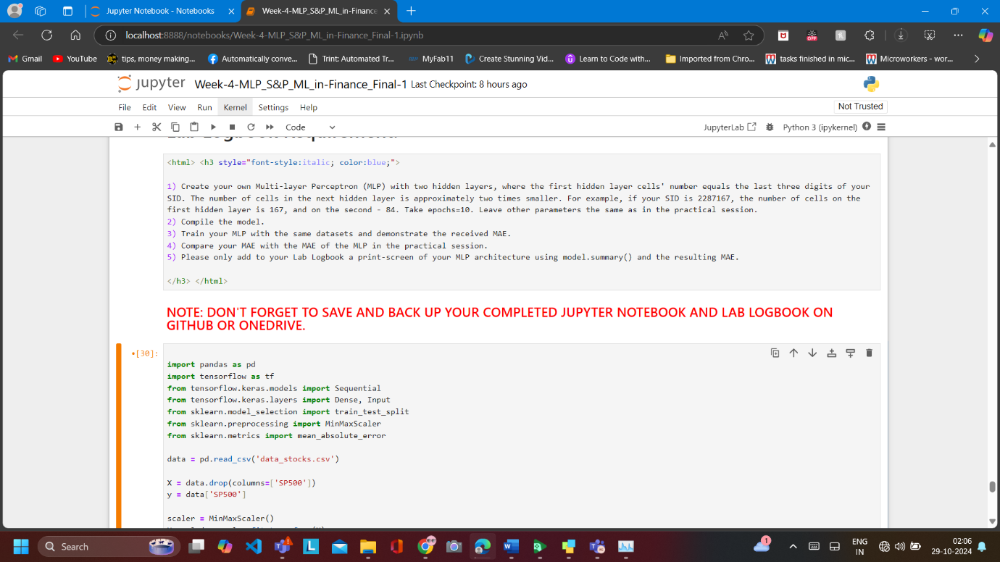 Jupyter Notebook - Notebooks
Week-4-MLP_S&P_ML_in-Finance
localhost:8888/notebooks/Week-4-MLP_S&P_ML_in-Finance_Final-1.ipynb
OFF
Gmail YouTube tips, money making... Automatically conve... Trint: Automated Tr... MyFab11 Create Stunning Vid... Learn to Code with... Imported from Chro... tasks finished in mic... Microworkers - wor...
jupyter Week-4-MLP_S&P_ML_in-Finance_Final-1 Last Checkpoint: 8 hours ago
File Edit View Run Kernel Settings Help Not Trusted
Code JupyterLab Python 3 (ipykernel)
<html> <h3 style="font-style:italic; color:blue;">
1) Create your own Multi-layer Perceptron (MLP) with two hidden layers, where the first hidden layer cells' number equals the last three digits of your
SID. The number of cells in the next hidden layer is approximately two times smaller. For example, if your SID is 2287167, the number of cells on the
first hidden layer is 167, and on the second - 84. Take epochs=10. Leave other parameters the same as in the practical session.
2) Compile the model.
3) Train your MLP with the same datasets and demonstrate the received MAE.
4) Compare your MAE with the MAE of the MLP in the practical session.
5) Please only add to your Lab Logbook a print-screen of your MLP architecture using model.summary() and the resulting MAE.
</h3> </html>
NOTE: DON'T FORGET TO SAVE AND BACK UP YOUR COMPLETED JUPYTER NOTEBOOK AND LAB LOGBOOK ON
GITHUB OR ONEDRIVE.
•[30]:
import pandas as pd
import tensorflow as tf
from tensorflow.keras.models import Sequential
from tensorflow.keras.layers import Dense, Input
from sklearn.model_selection import train_test_split
from sklearn.preprocessing import MinMaxScaler
from sklearn.metrics import mean_absolute_error
data = pd.read_csv('data_stocks.csv')
X = data.drop(columns=['SP500'])
y = data['SP500']
scaler = MinMaxScaler()
Search
1
ENG
IN
02:06
29-10-2024